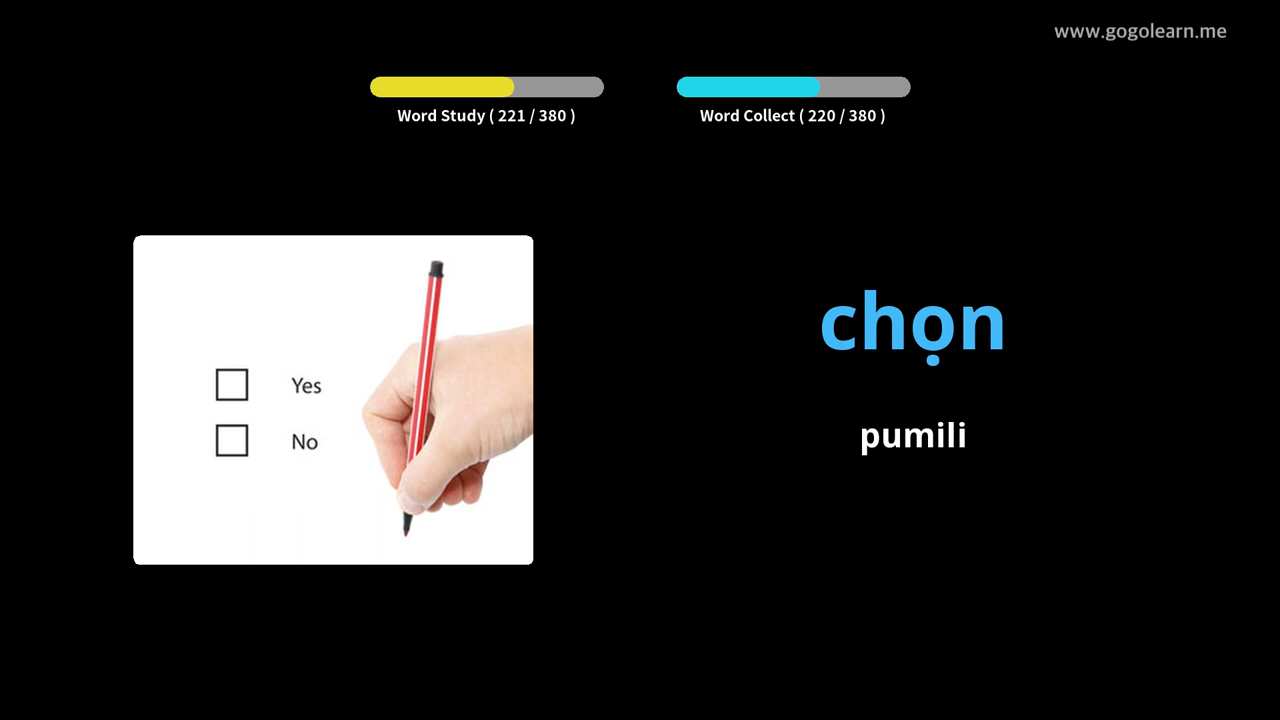 www.gogolearn.me
Word Study ( 221 / 380 )
Word Collect ( 220 / 380 )
Yes
No
chọn
pumili